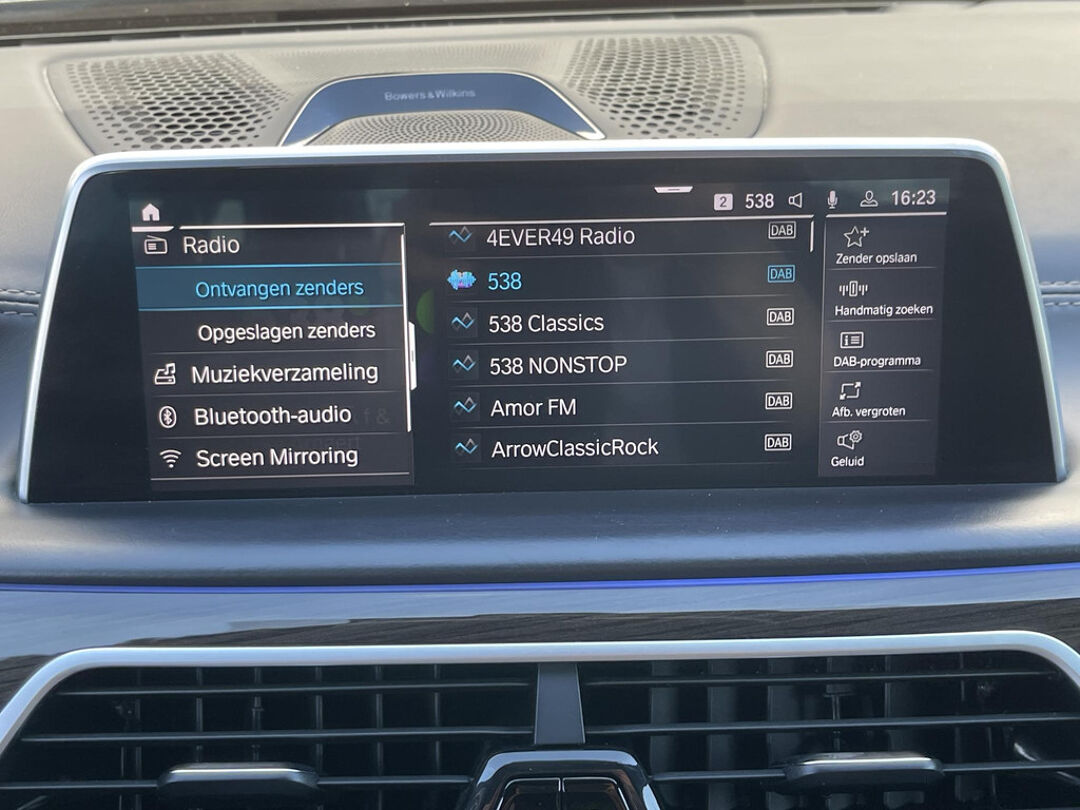 Bowers & Wilkins
2 538 16:23
Radio
Ontvangen zenders
Opgeslagen zenders
Muziekverzameling
Bluetooth-audio
Screen Mirroring
4EVER49 Radio DAB
538 DAB
538 Classics DAB
538 NONSTOP DAB
Amor FM DAB
ArrowClassicRock DAB
Zender opslaan
Handmatig zoeken
DAB-programma
Afb. vergroten
Geluid